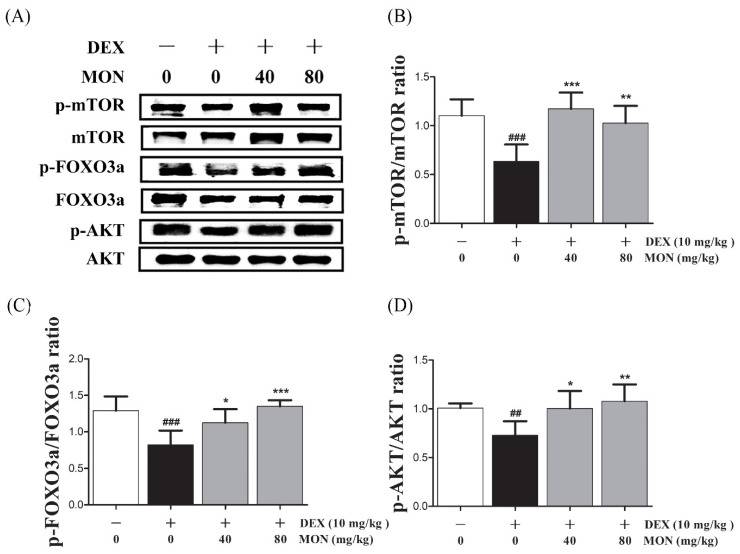 (A)
DEX − + + +
MON 0 0 40 80
p-mTOR
mTOR
p-FOXO3a
FOXO3a
p-AKT
AKT
(B)
p-mTOR/mTOR ratio
1.5
1.0
0.5
0.0
###
***
**
− + + + DEX (10 mg/kg )
0 0 40 80 MON (mg/kg)
(C)
p-FOXO3a/FOXO3a ratio
2.0
1.5
1.0
0.5
0.0
###
*
***
− + + + DEX (10 mg/kg )
0 0 40 80 MON (mg/kg)
(D)
p-AKT/AKT ratio
1.5
1.0
0.5
0.0
##
*
**
− + + + DEX (10 mg/kg )
0 0 40 80 MON (mg/kg)